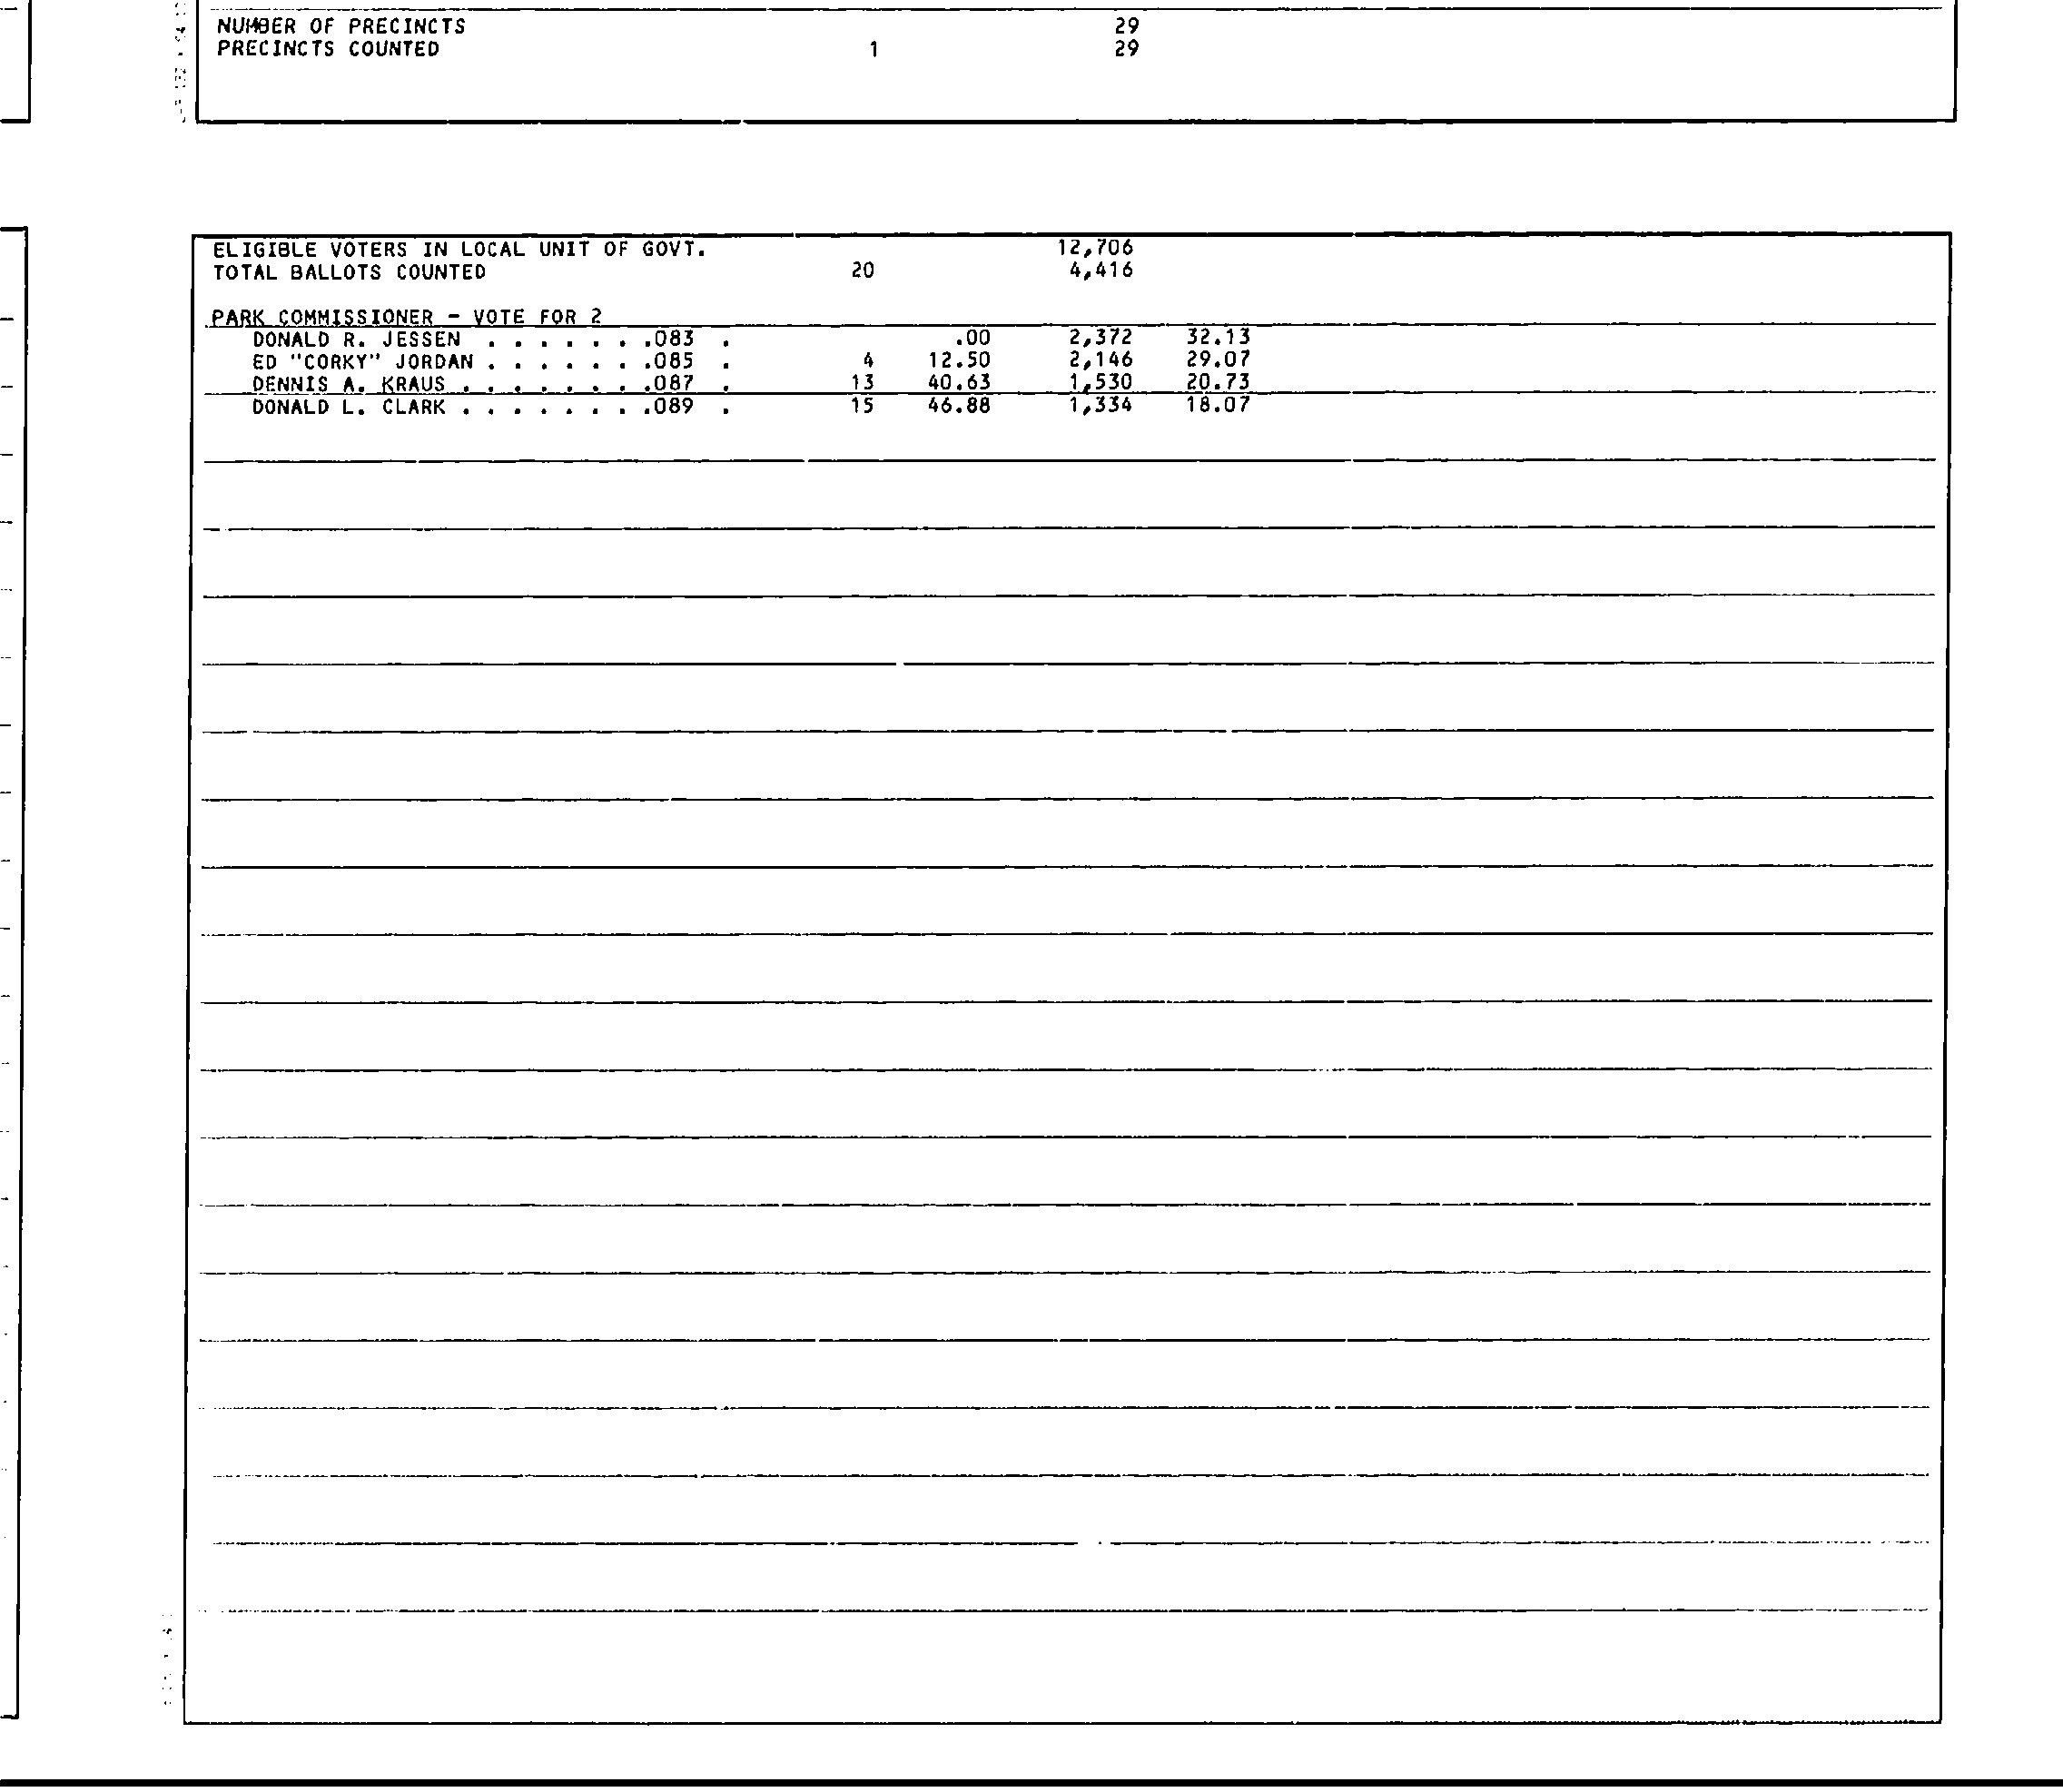 NUMBER OF PRECINCTS 29
PRECINCTS COUNTED 1 29
ELIGIBLE VOTERS IN LOCAL UNIT OF GOVT. 12,706
TOTAL BALLOTS COUNTED 20 4,416
PARK COMMISSIONER - VOTE FOR 2
DONALD R. JESSEN . . . . . . .083 . .00 2,372 32.13
ED "CORKY" JORDAN . . . . . . .085 . 4 12.50 2,146 29.07
DENNIS A. KRAUS . . . . . . . .087 . 13 40.63 1,530 20.73
DONALD L. CLARK . . . . . . . .089 . 15 46.88 1,334 18.07